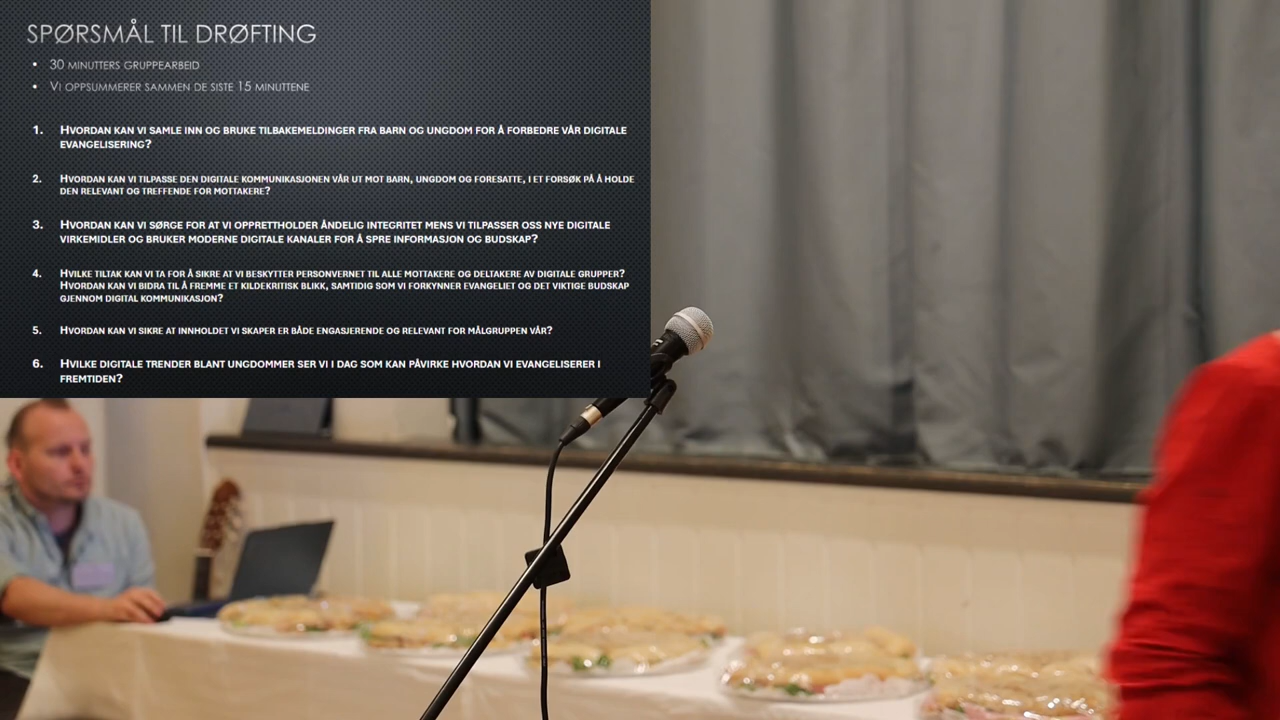 SPØRSMÅL TIL DRØFTING
• 30 MINUTTERS GRUPPEARBEID
• VI OPPSUMMERER SAMMEN DE SISTE 15 MINUTTENE
1. HVORDAN KAN VI SAMLE INN OG BRUKE TILBAKEMELDINGER FRA BARN OG UNGDOM FOR Å FORBEDRE VÅR DIGITALE
EVANGELISERING?
2. HVORDAN KAN VI TILPASSE DEN DIGITALE KOMMUNIKASJONEN VÅR UT MOT BARN, UNGDOM OG FORESATTE, I ET FORSØK PÅ Å HOLDE
DEN RELEVANT OG TREFFENDE FOR MOTTAKERE?
3. HVORDAN KAN VI SØRGE FOR AT VI OPPRETTHOLDER ÅNDELIG INTEGRITET MENS VI TILPASSER OSS NYE DIGITALE
VIRKEMIDLER OG BRUKER MODERNE DIGITALE KANALER FOR Å SPRE INFORMASJON OG BUDSKAP?
4. HVILKE TILTAK KAN VI TA FOR Å SIKRE AT VI BESKYTTER PERSONVERNET TIL ALLE MOTTAKERE OG DELTAKERE AV DIGITALE GRUPPER?
HVORDAN KAN VI BIDRA TIL Å FREMME ET KILDEKRITISK BLIKK, SAMTIDIG SOM VI FORKYNNER EVANGELIET OG DET VIKTIGE BUDSKAP
GJENNOM DIGITAL KOMMUNIKASJON?
5. HVORDAN KAN VI SIKRE AT INNHOLDET VI SKAPER ER BÅDE ENGASJERENDE OG RELEVANT FOR MÅLGRUPPEN VÅR?
6. HVILKE DIGITALE TRENDER BLANT UNGDOMMER SER VI I DAG SOM KAN PÅVIRKE HVORDAN VI EVANGELISERER I
FREMTIDEN?